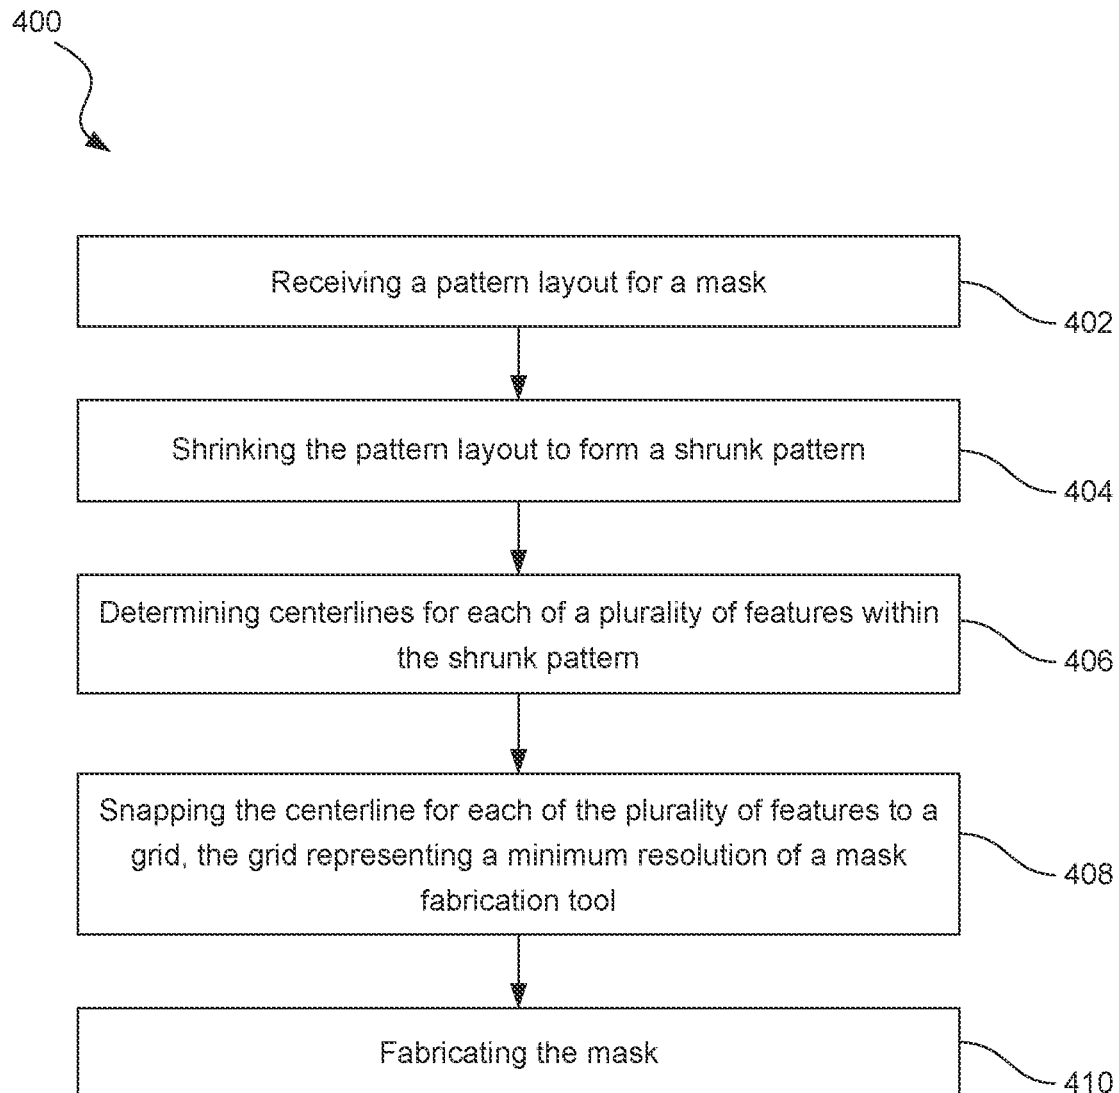 400
Receiving a pattern layout for a mask
402
Shrinking the pattern layout to form a shrunk pattern
404
Determining centerlines for each of a plurality of features within
the shrunk pattern
406
Snapping the centerline for each of the plurality of features to a
grid, the grid representing a minimum resolution of a mask
fabrication tool
408
Fabricating the mask
410